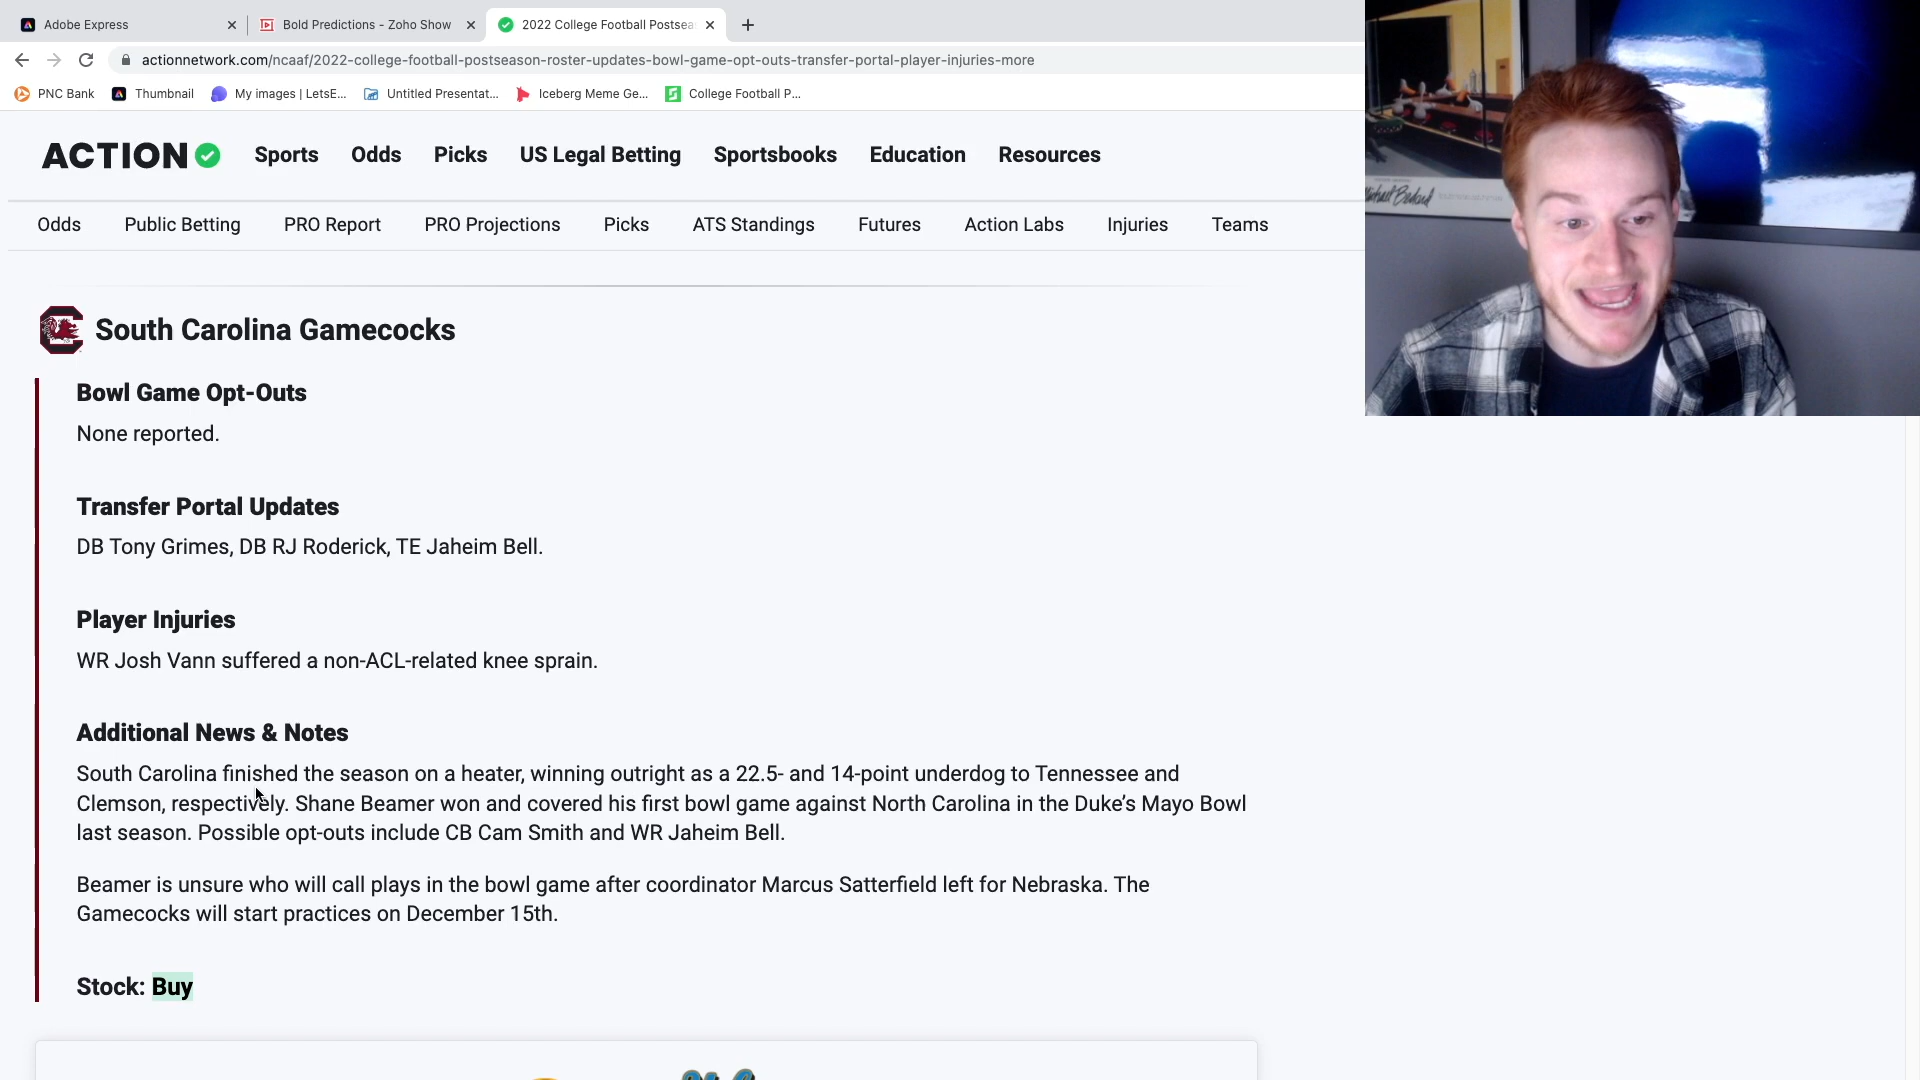 Adobe Express
Bold Predictions - Zoho Show
2022 College Football Postsea
actionnetwork.com/ncaaf/2022-college-football-postseason-roster-updates-bowl-game-opt-outs-transfer-portal-player-injuries-more
PNC Bank
Thumbnail
My images | LetsE...
Untitled Presentat...
Iceberg Meme Ge...
College Football P...
ACTION
Sports
Odds
Picks
US Legal Betting
Sportsbooks
Education
Resources
Odds
Public Betting
PRO Report
PRO Projections
Picks
ATS Standings
Futures
Action Labs
Injuries
Teams
South Carolina Gamecocks
Bowl Game Opt-Outs
None reported.
Transfer Portal Updates
DB Tony Grimes, DB RJ Roderick, TE Jaheim Bell.
Player Injuries
WR Josh Vann suffered a non-ACL-related knee sprain.
Additional News & Notes
South Carolina finished the season on a heater, winning outright as a 22.5- and 14-point underdog to Tennessee and
Clemson, respectively. Shane Beamer won and covered his first bowl game against North Carolina in the Duke’s Mayo Bowl
last season. Possible opt-outs include CB Cam Smith and WR Jaheim Bell.
Beamer is unsure who will call plays in the bowl game after coordinator Marcus Satterfield left for Nebraska. The
Gamecocks will start practices on December 15th.
Stock: Buy